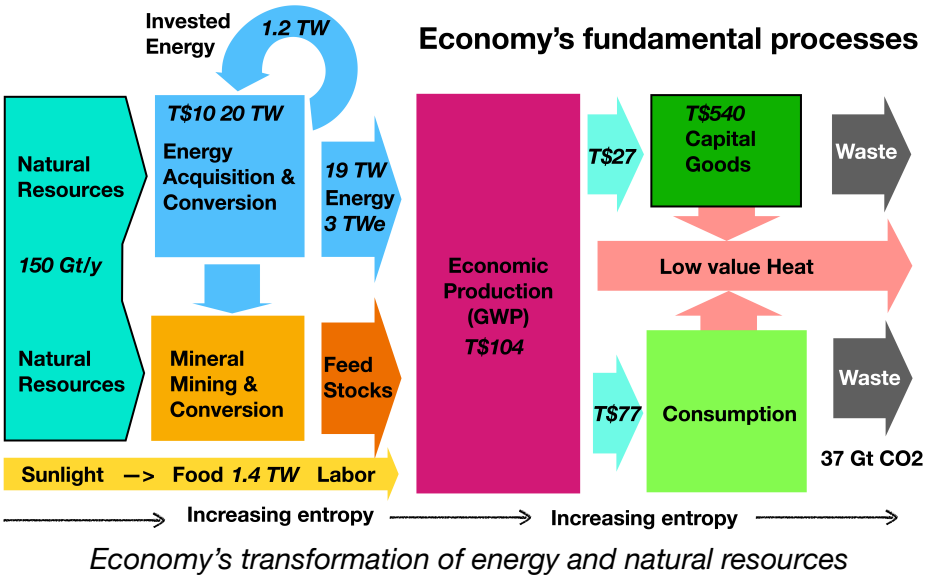 Economy's fundamental processes
Invested
Energy
1.2 TW
Natural
Resources
150 Gt/y
Natural
Resources
T$10 20 TW
Energy
Acquisition &
Conversion
19 TW
Energy
3 TWe
Mineral
Mining &
Conversion
Feed
Stocks
Sunlight —> Food 1.4 TW Labor
Economic
Production
(GWP)
T$104
T$27
T$540
Capital
Goods
Waste
Low value Heat
T$77
Consumption
Waste
37 Gt CO2
Increasing entropy
Increasing entropy
Economy's transformation of energy and natural resources